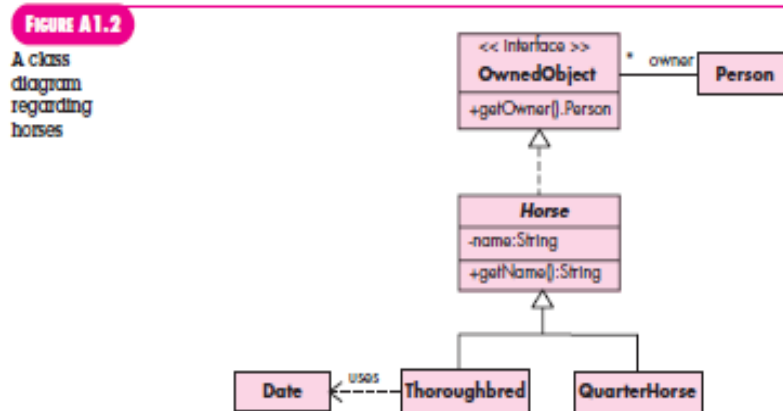 FIGURE A1.2
A class
diagram
regarding
horses
<< interface >>
OwnedObject
+getOwner().Person
* owner
Person
Horse
-name:String
+getName():String
Date
uses
Thoroughbred
QuarterHorse